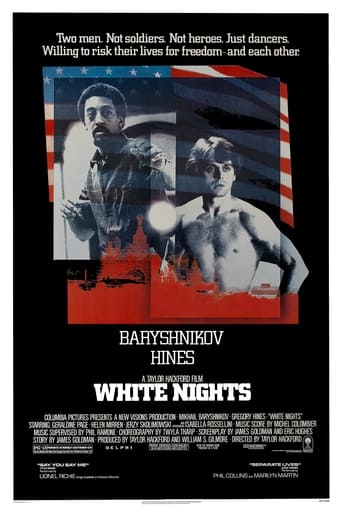 Two men. Not soldiers. Not heroes. Just dancers.
Willing to risk their lives for freedom–and each other.
BARYSHNIKOV
HINES
A TAYLOR HACKFORD FILM
WHITE NIGHTS
COLUMBIA PICTURES PRESENTS A NEW VISIONS PRODUCTION · MIKHAIL BARYSHNIKOV · GREGORY HINES · "WHITE NIGHTS"
STARRING GERALDINE PAGE · HELEN MIRREN · JERZY SKOLIMOWSKI ISABELLA ROSSELLINI MUSIC SCORE BY MICHEL COLOMBIER
MUSIC SUPERVISED BY PHIL RAMONE · CHOREOGRAPHY BY TWYLA THARP · SCREENPLAY BY JAMES GOLDMAN AND ERIC HUGHES
STORY BY JAMES GOLDMAN · PRODUCED BY TAYLOR HACKFORD AND WILLIAM S. GILMORE DIRECTED BY TAYLOR HACKFORD
DELPHI
"SAY YOU SAY ME"
LIONEL RICHIE
"SEPARATE LIVES"
PHIL COLLINS and MARILYN MARTIN